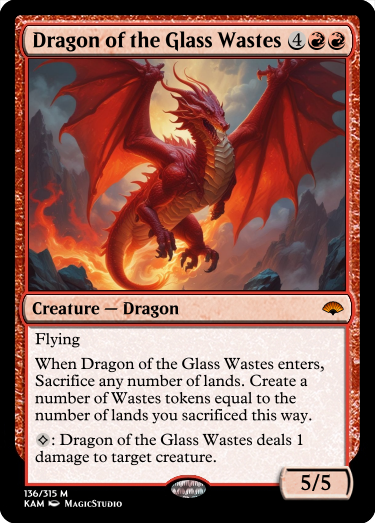 Dragon of the Glass Wastes 4
Creature — Dragon
Flying
When Dragon of the Glass Wastes enters,
Sacrifice any number of lands. Create a
number of Wastes tokens equal to the
number of lands you sacrificed this way.
: Dragon of the Glass Wastes deals 1
damage to target creature.
5/5
136/315 M
KAM MagicStudio